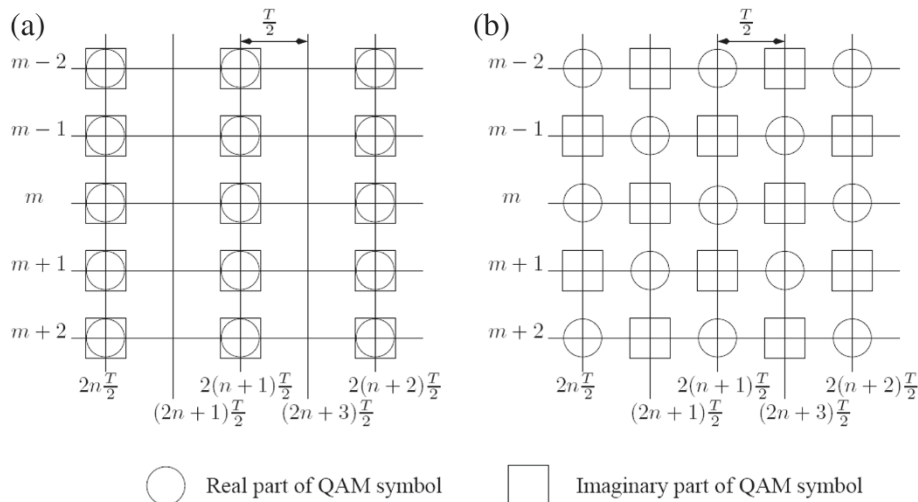 (a)
T/2
m − 2
m − 1
m
m + 1
m + 2
2n T/2
2(n + 1) T/2
2(n + 2) T/2
(2n + 1) T/2
(2n + 3) T/2
(b)
T/2
m − 2
m − 1
m
m + 1
m + 2
2n T/2
2(n + 1) T/2
2(n + 2) T/2
(2n + 1) T/2
(2n + 3) T/2
Real part of QAM symbol
Imaginary part of QAM symbol